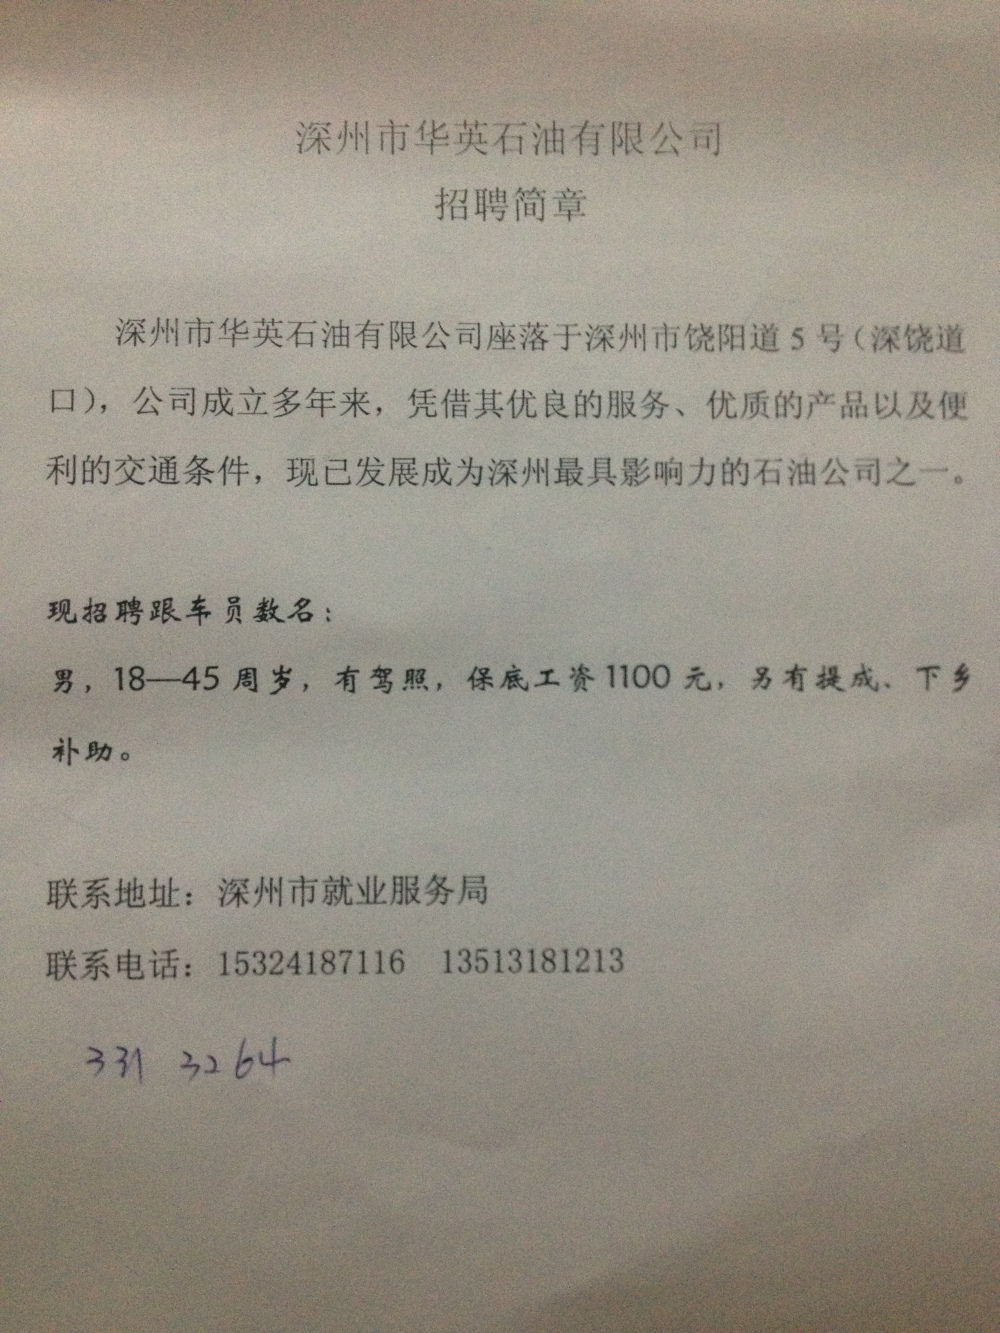 深州市华英石油有限公司
招聘简章
深州市华英石油有限公司座落于深州市饶阳道 5 号（深饶道
口），公司成立多年来，凭借其优良的服务、优质的产品以及便
利的交通条件，现已发展成为深州最具影响力的石油公司之一。
现招聘跟车员数名：
男，18—45 周岁，有驾照，保底工资 1100 元，另有提成、下乡
补助。
联系地址：深州市就业服务局
联系电话：15324187116 13513181213
331 3264